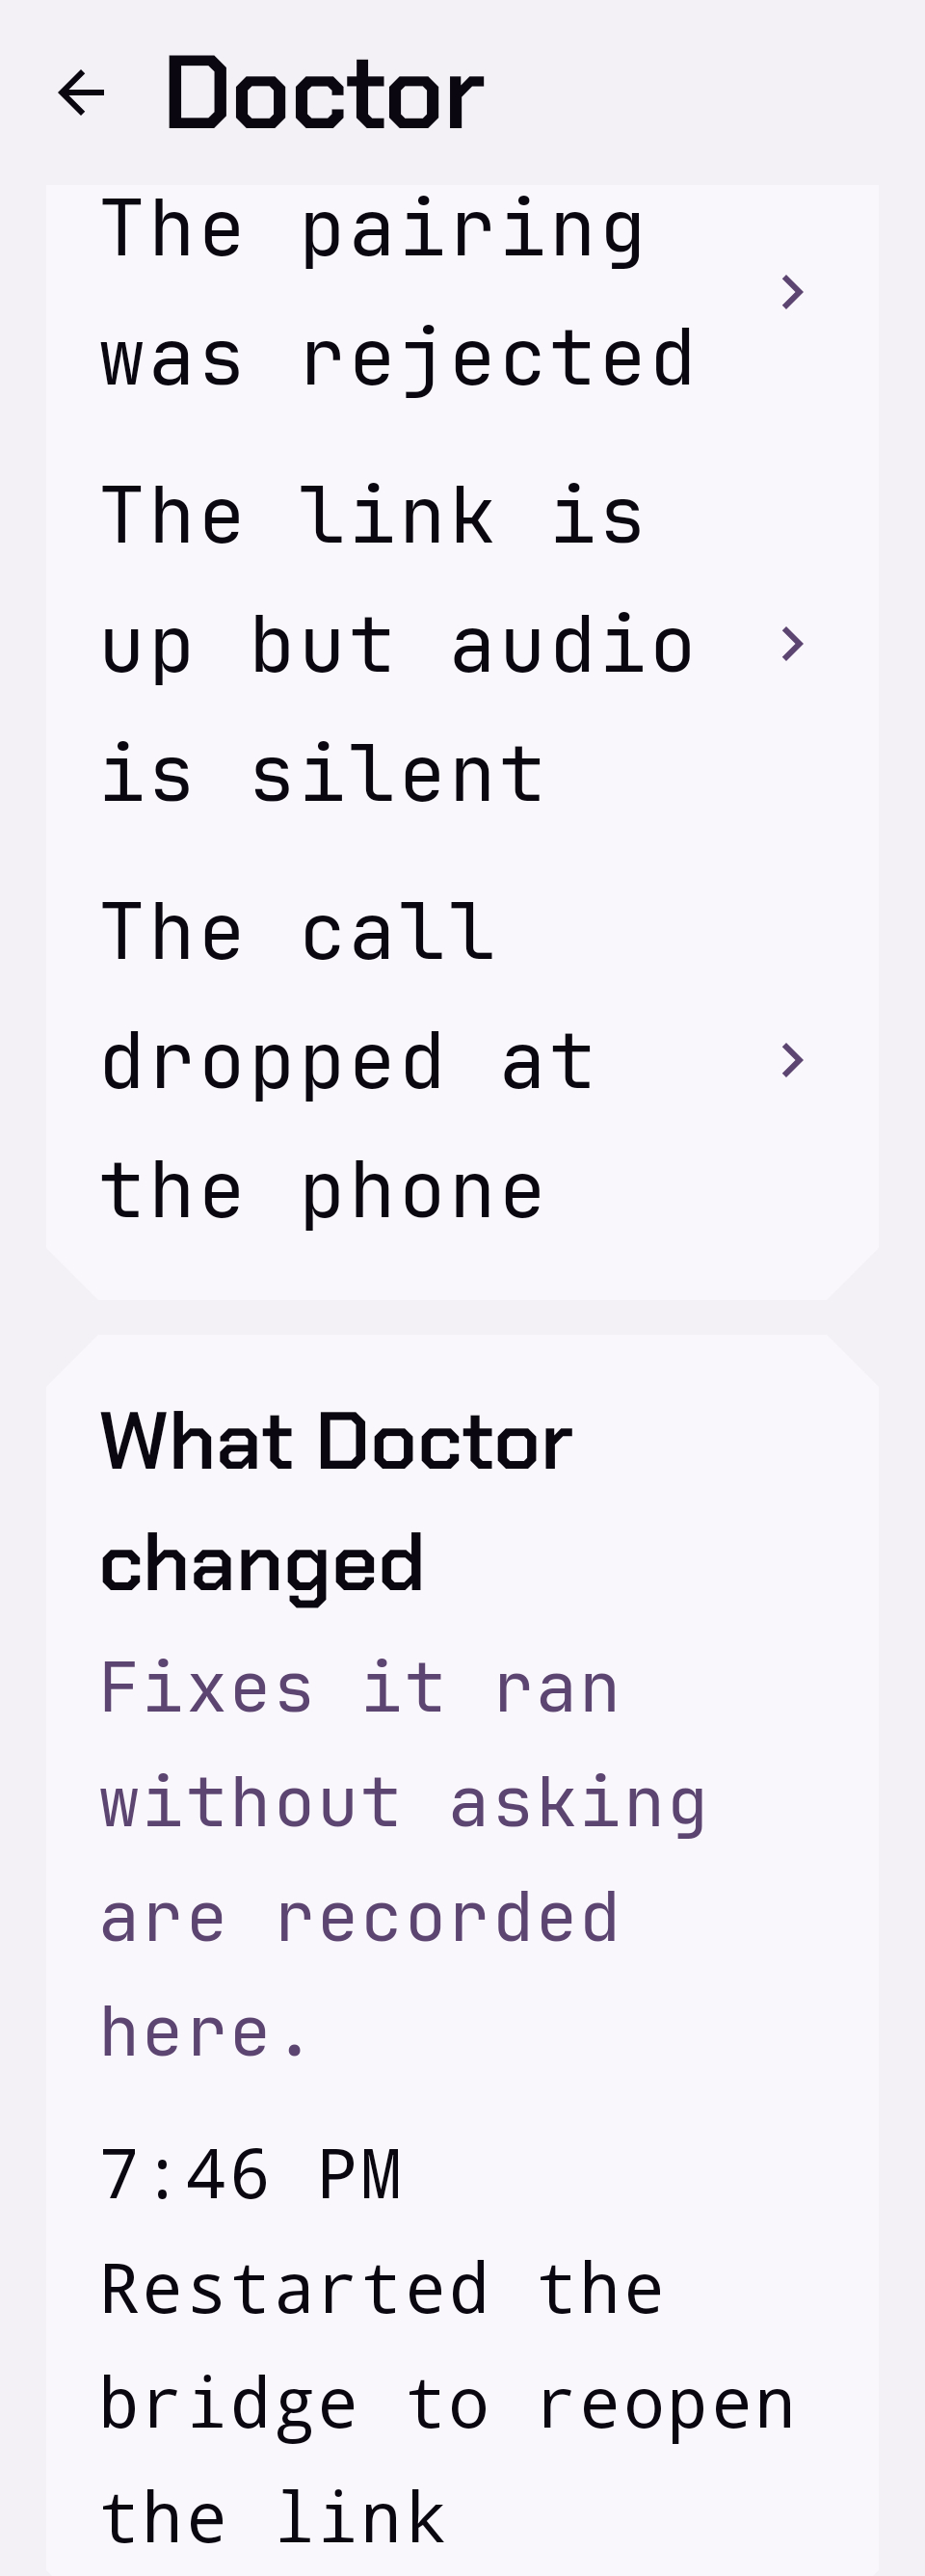 Doctor
The pairing
was rejected
The link is
up but audio
is silent
The call
dropped at
the phone
What Doctor
changed
Fixes it ran
without asking
are recorded
here.
7:46 PM
Restarted the
bridge to reopen
the link